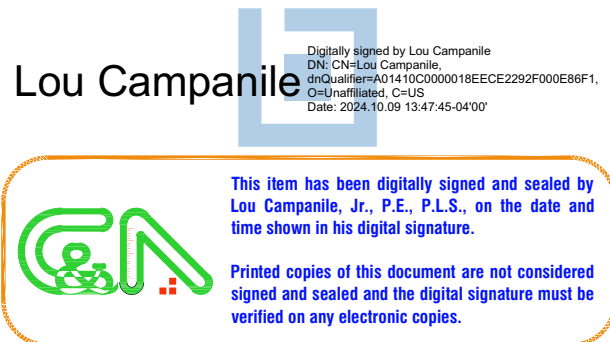 Lou Campanile
Digitally signed by Lou Campanile
DN: CN=Lou Campanile,
dnQualifier=A01410C0000018EECE2292F000E86F1,
O=Unaffiliated, C=US
Date: 2024.10.09 13:47:45-04'00'
C&A
This item has been digitally signed and sealed by
Lou Campanile, Jr., P.E., P.L.S., on the date and
time shown in his digital signature.
Printed copies of this document are not considered
signed and sealed and the digital signature must be
verified on any electronic copies.